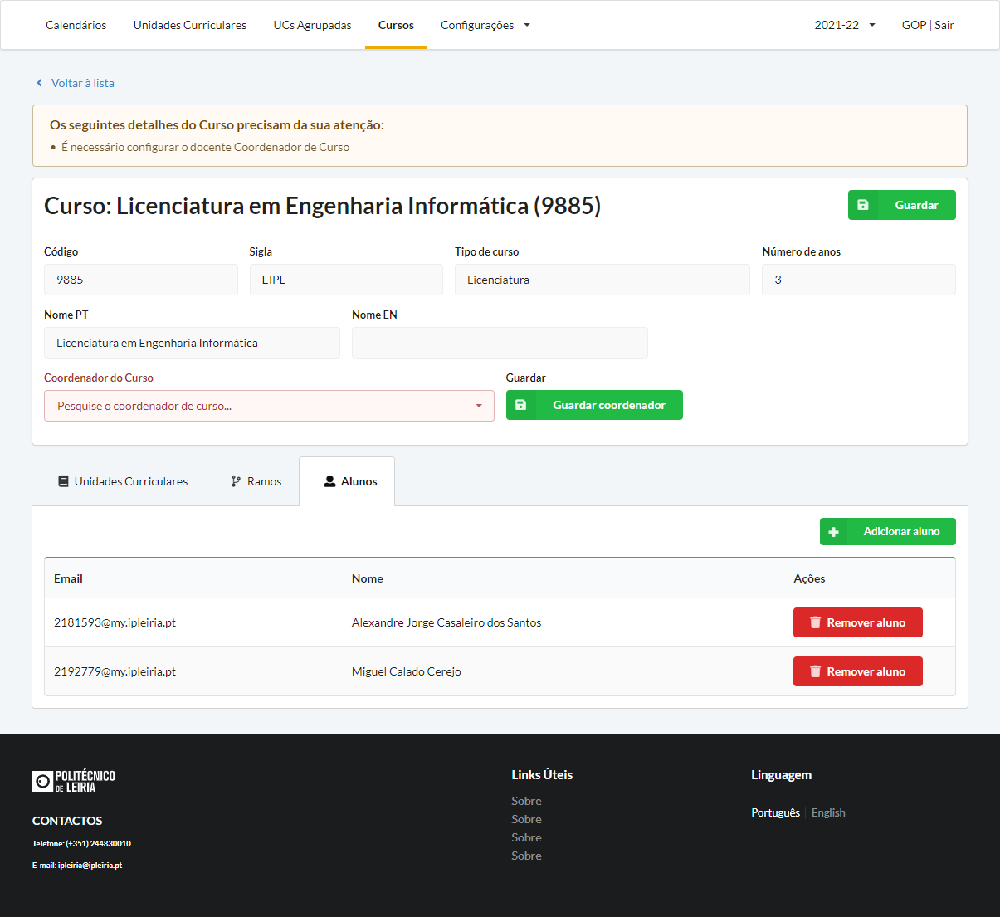 Calendários Unidades Curriculares UCs Agrupadas Cursos Configurações 2021-22 GOP | Sair
Voltar à lista
Os seguintes detalhes do Curso precisam da sua atenção:
• É necessário configurar o docente Coordenador de Curso
Curso: Licenciatura em Engenharia Informática (9885) Guardar
Código Sigla Tipo de curso Número de anos
9885 EIPL Licenciatura 3
Nome PT Nome EN
Licenciatura em Engenharia Informática
Coordenador do Curso Guardar
Pesquise o coordenador de curso... Guardar coordenador
Unidades Curriculares Ramos Alunos
Adicionar aluno
Email Nome Ações
2181593@my.ipleiria.pt Alexandre Jorge Casaleiro dos Santos Remover aluno
2192779@my.ipleiria.pt Miguel Calado Cerejo Remover aluno
POLITÉCNICO
DE LEIRIA
CONTACTOS
Telefone: (+351) 244830010
E-mail: ipleiria@ipleiria.pt
Links Úteis
Sobre
Sobre
Sobre
Sobre
Linguagem
Português English